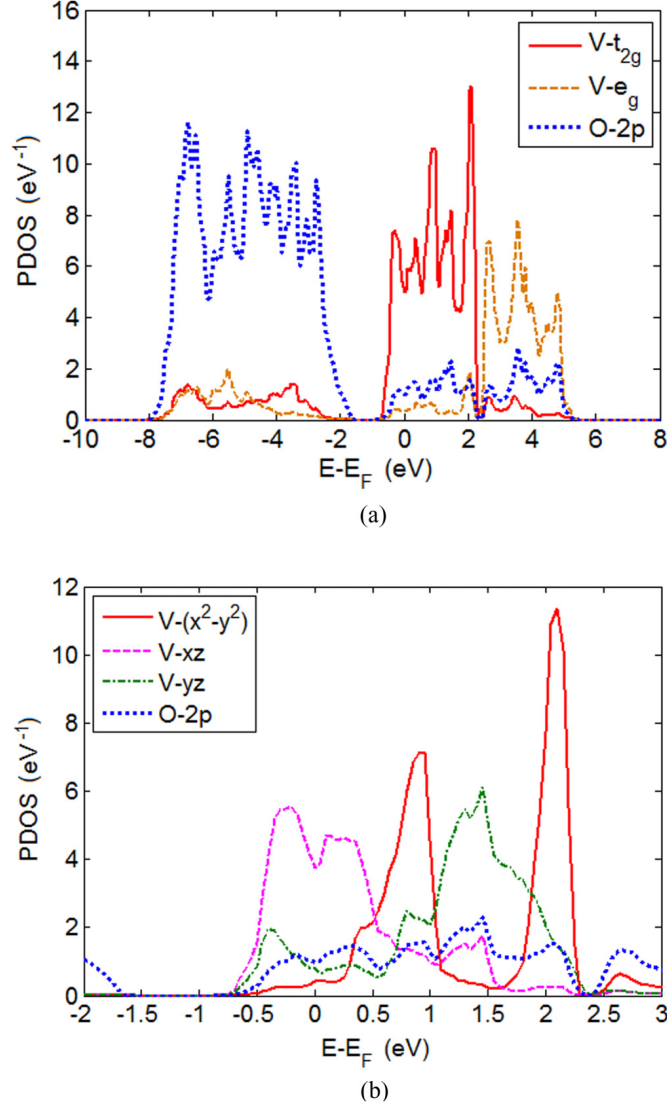 16
14
12
10
8
6
4
2
0
PDOS (eV⁻¹)
V-t₂g
V-e_g
O-2p
-10 -8 -6 -4 -2 0 2 4 6 8
E-E_F (eV)
(a)
12
10
8
6
4
2
0
PDOS (eV⁻¹)
V-(x²-y²)
V-xz
V-yz
O-2p
-2 -1.5 -1 -0.5 0 0.5 1 1.5 2 2.5 3
E-E_F (eV)
(b)